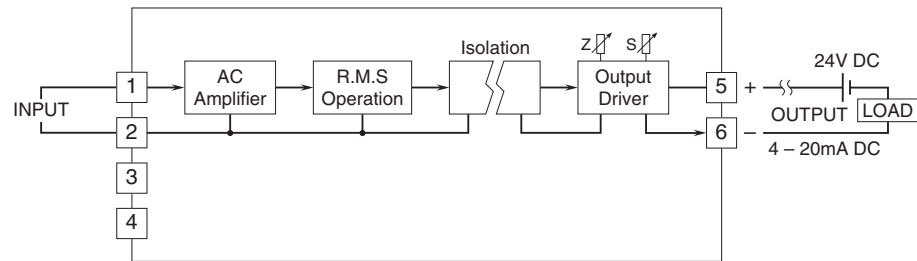 Isolation
Z
S
24V DC
INPUT
1
AC
Amplifier
R.M.S
Operation
Output
Driver
5
+
OUTPUT
LOAD
2
6
–
4 – 20mA DC
3
4